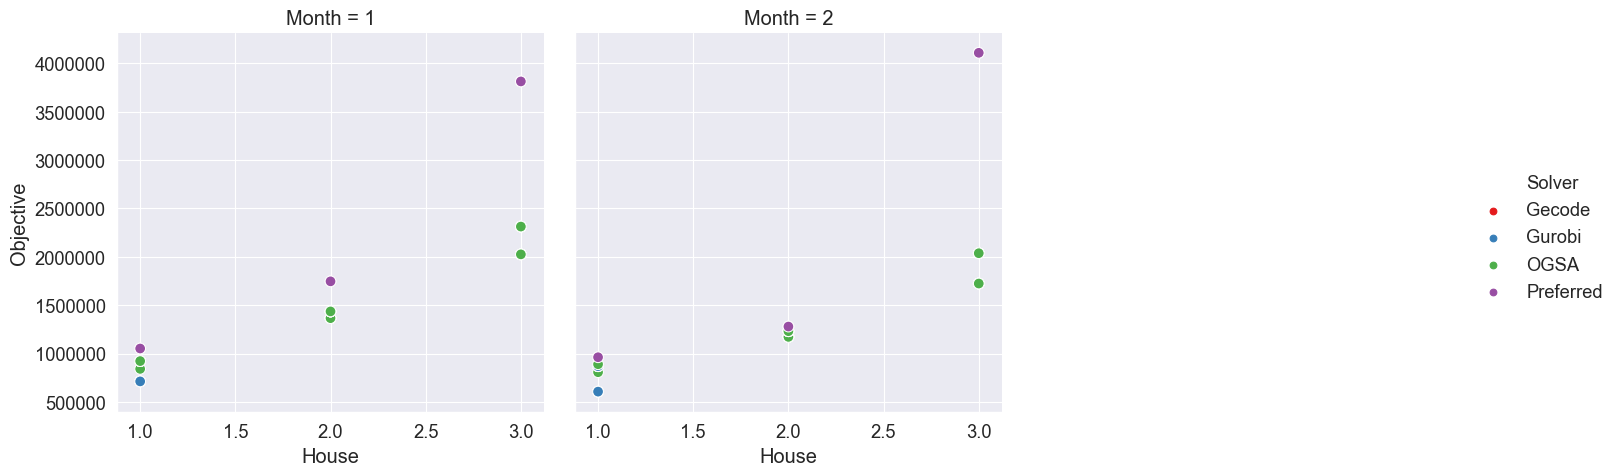 Month = 1
Month = 2
Objective
4000000
3500000
3000000
2500000
2000000
1500000
1000000
500000
1.0 1.5 2.0 2.5 3.0
House
1.0 1.5 2.0 2.5 3.0
House
Solver
Gecode
Gurobi
OGSA
Preferred